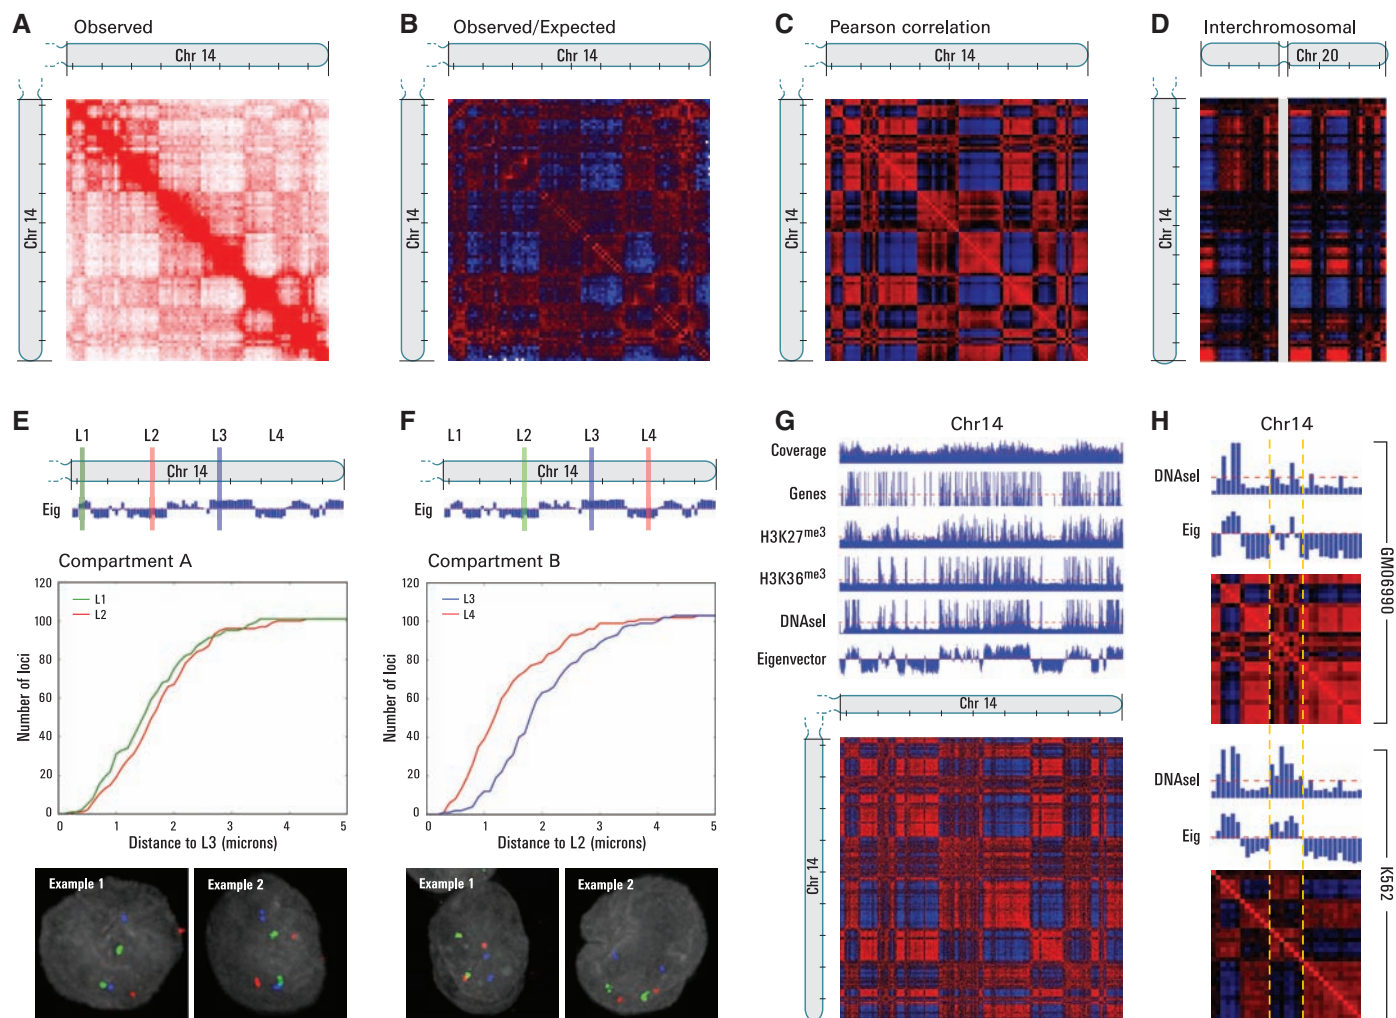 A
Observed
Chr 14
Chr 14
B
Observed/Expected
Chr 14
Chr 14
C
Pearson correlation
Chr 14
Chr 14
D
Interchromosomal
Chr 20
Chr 14
E
L1
L2
L3
L4
Chr 14
Eig
Compartment A
120
100
80
60
40
20
0
L1
L2
Number of loci
0
1
2
3
4
5
Distance to L3 (microns)
Example 1
Example 2
F
L1
L2
L3
L4
Chr 14
Eig
Compartment B
120
100
80
60
40
20
0
L3
L4
Number of loci
0
1
2
3
4
5
Distance to L2 (microns)
Example 1
Example 2
G
Chr14
Coverage
Genes
H3K27me3
H3K36me3
DNAseI
Eigenvector
Chr 14
Chr 14
H
Chr14
DNAseI
Eig
GM06990
DNAseI
Eig
K562